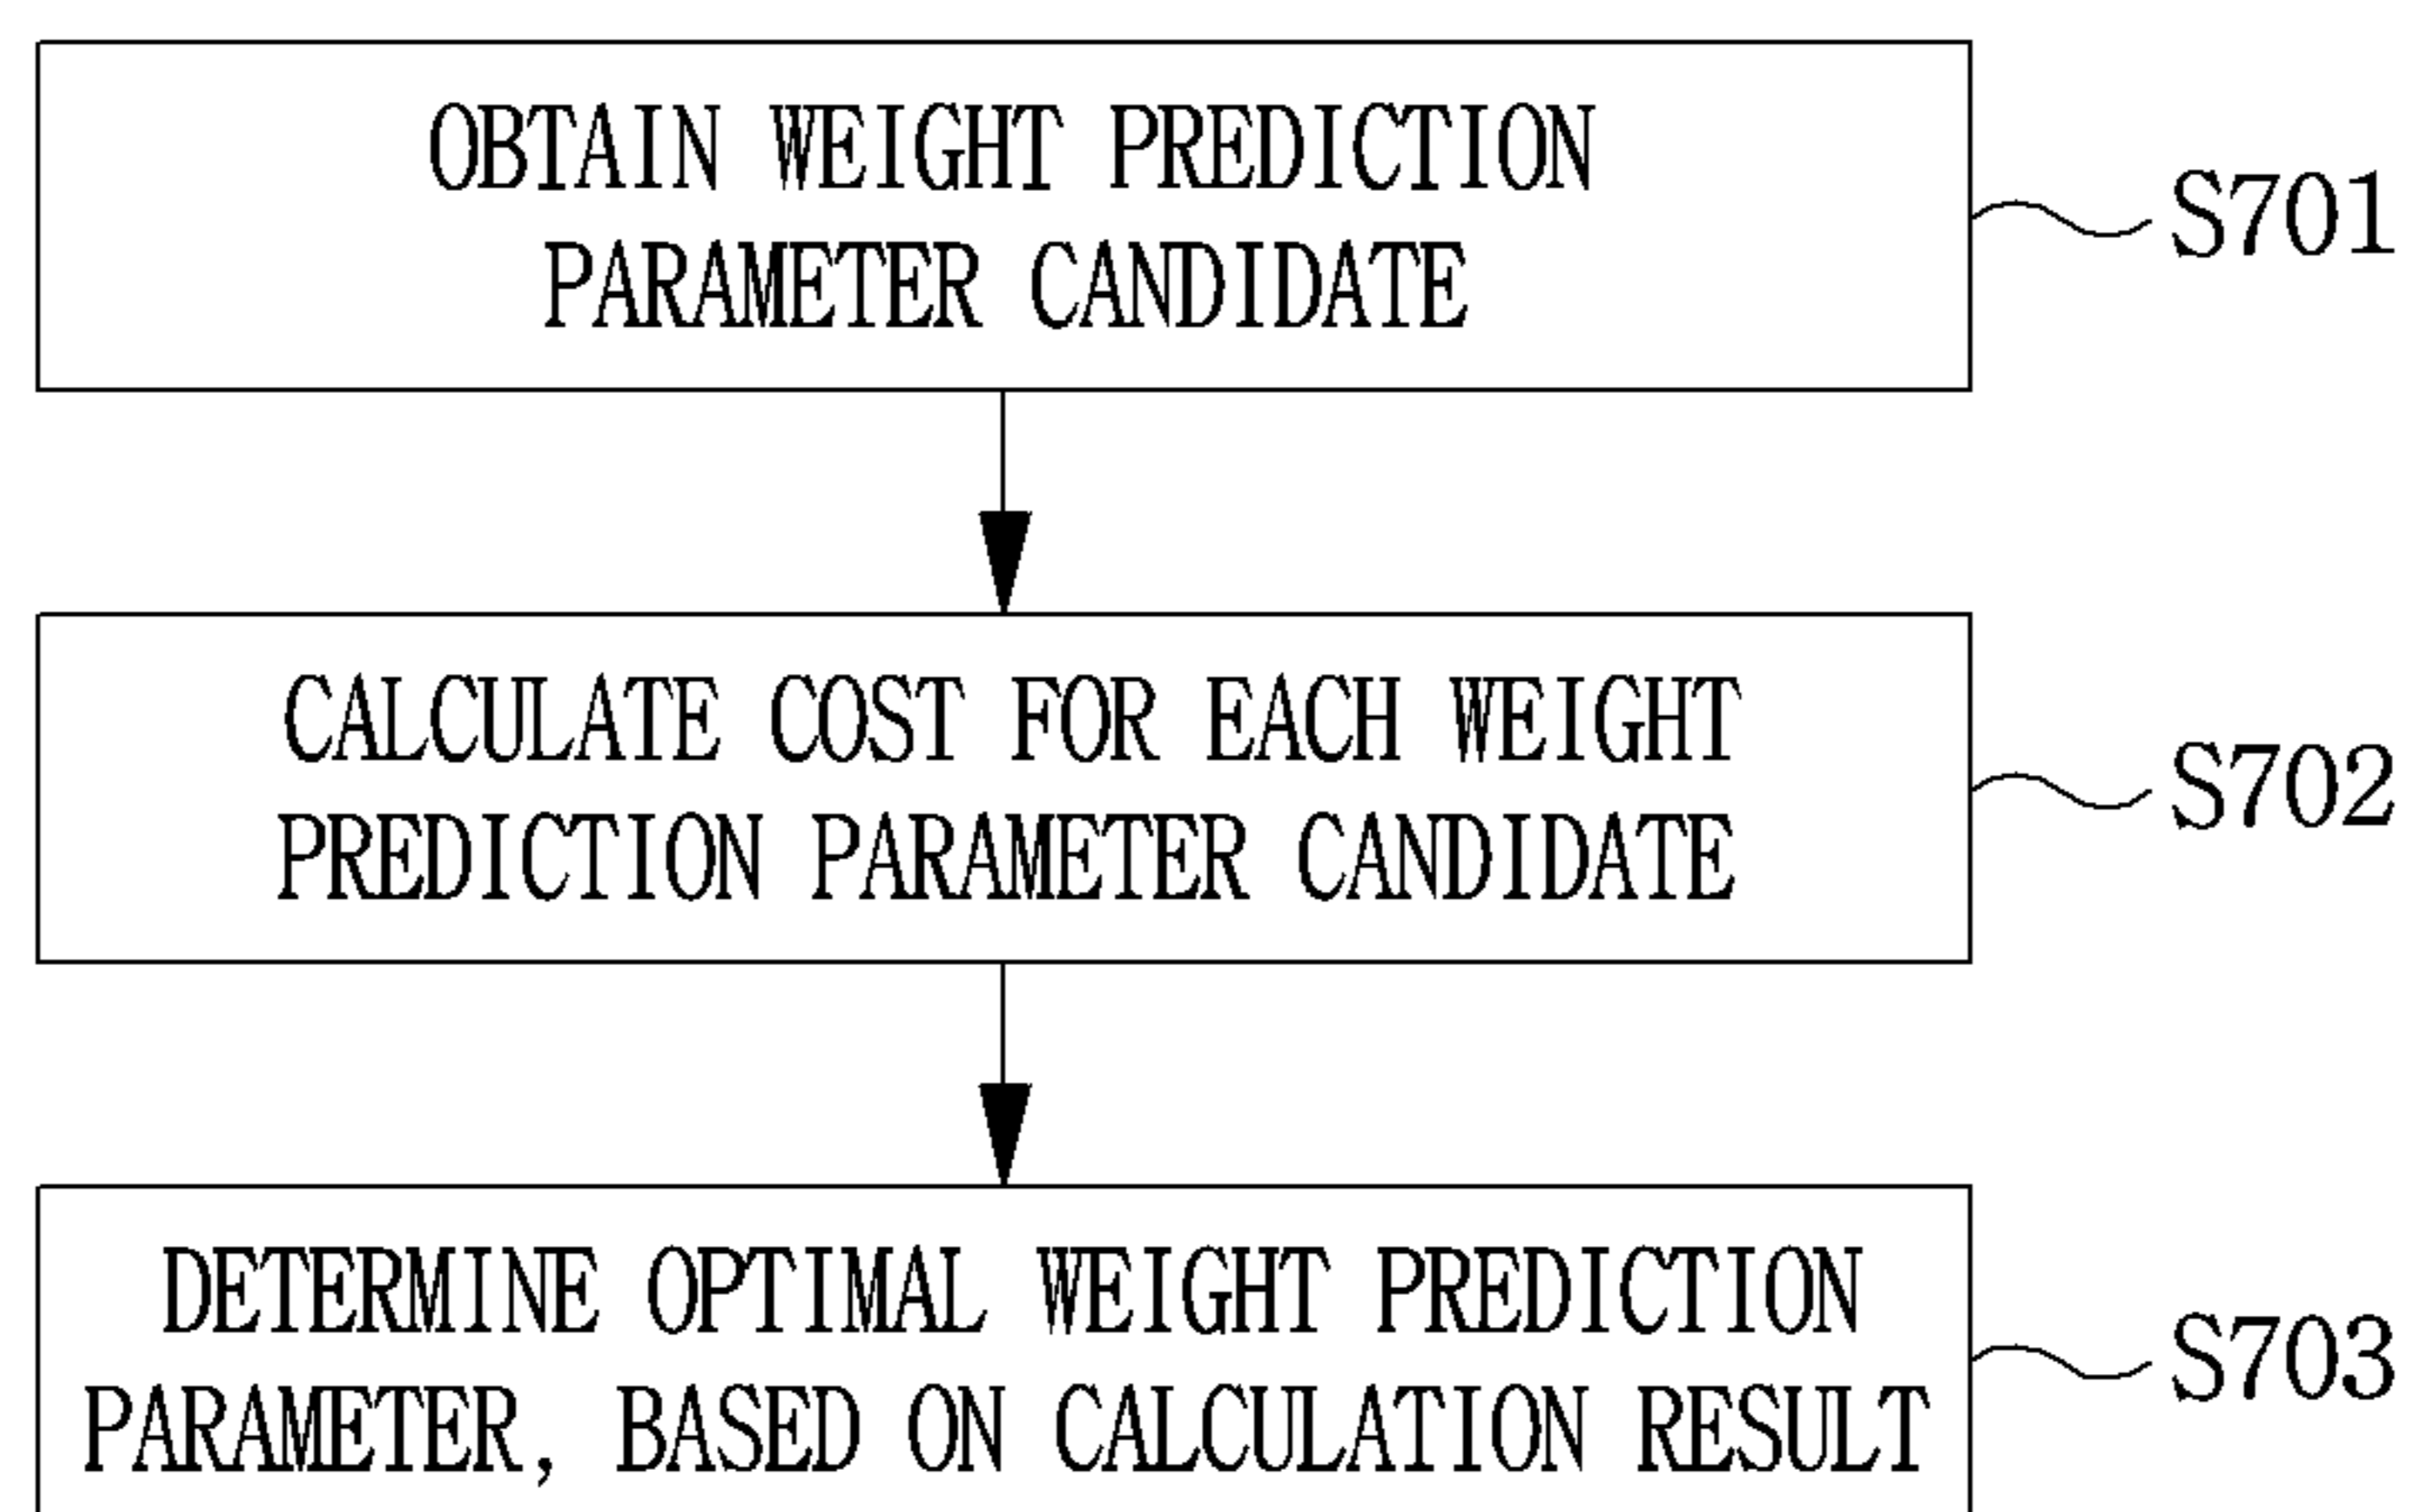 OBTAIN WEIGHT PREDICTION
PARAMETER CANDIDATE
S701
CALCULATE COST FOR EACH WEIGHT
PREDICTION PARAMETER CANDIDATE
S702
DETERMINE OPTIMAL WEIGHT PREDICTION
PARAMETER, BASED ON CALCULATION RESULT
S703